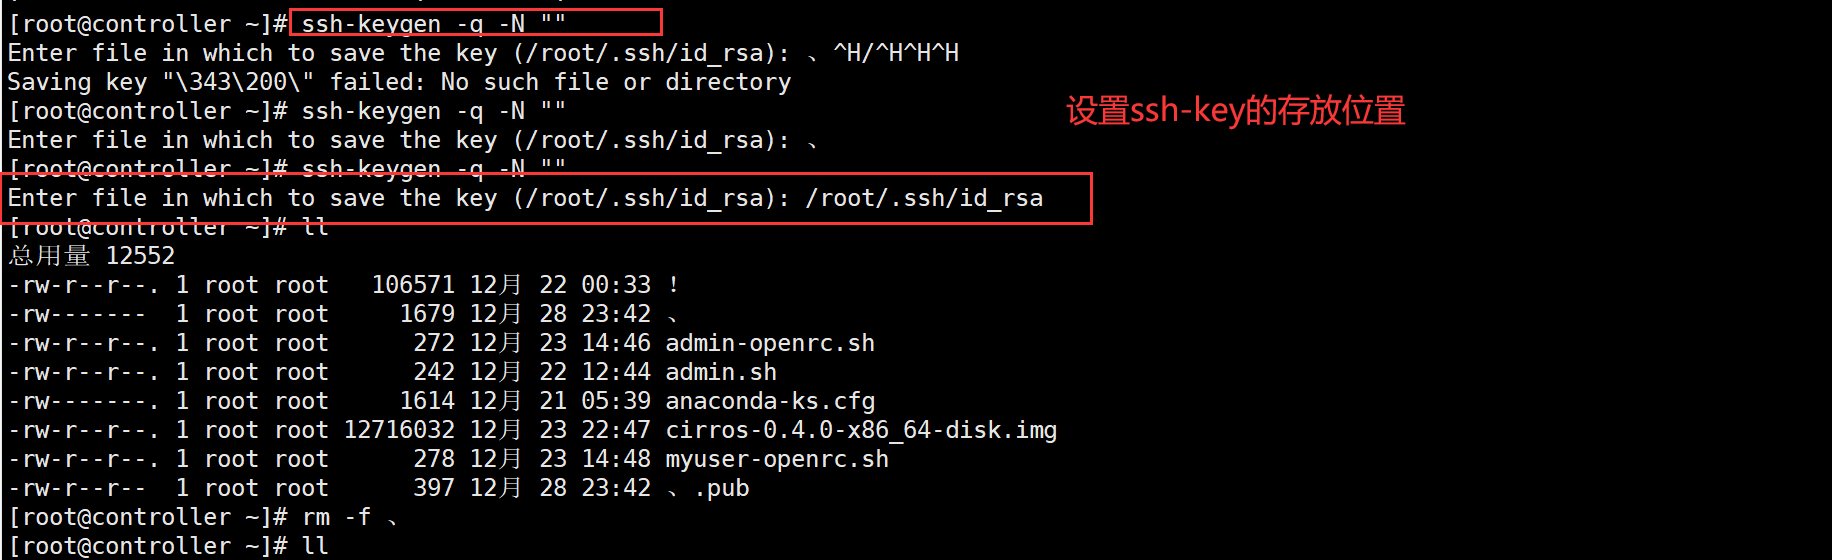 [root@controller ~]# ssh-keygen -q -N ""
Enter file in which to save the key (/root/.ssh/id_rsa): 、^H/^H^H^H
Saving key "\343\200\" failed: No such file or directory
[root@controller ~]# ssh-keygen -q -N ""
设置ssh-key的存放位置
Enter file in which to save the key (/root/.ssh/id_rsa): 、
[root@controller ~]# ssh-keygen -q -N ""
Enter file in which to save the key (/root/.ssh/id_rsa): /root/.ssh/id_rsa
[root@controller ~]# ll
总用量 12552
-rw-r--r--. 1 root root   106571 12月 22 00:33 !
-rw-------  1 root root     1679 12月 28 23:42 、
-rw-r--r--. 1 root root      272 12月 23 14:46 admin-openrc.sh
-rw-r--r--. 1 root root      242 12月 22 12:44 admin.sh
-rw-------. 1 root root     1614 12月 21 05:39 anaconda-ks.cfg
-rw-r--r--. 1 root root 12716032 12月 23 22:47 cirros-0.4.0-x86_64-disk.img
-rw-r--r--. 1 root root      278 12月 23 14:48 myuser-openrc.sh
-rw-r--r--  1 root root      397 12月 28 23:42 、.pub
[root@controller ~]# rm -f 、
[root@controller ~]# ll